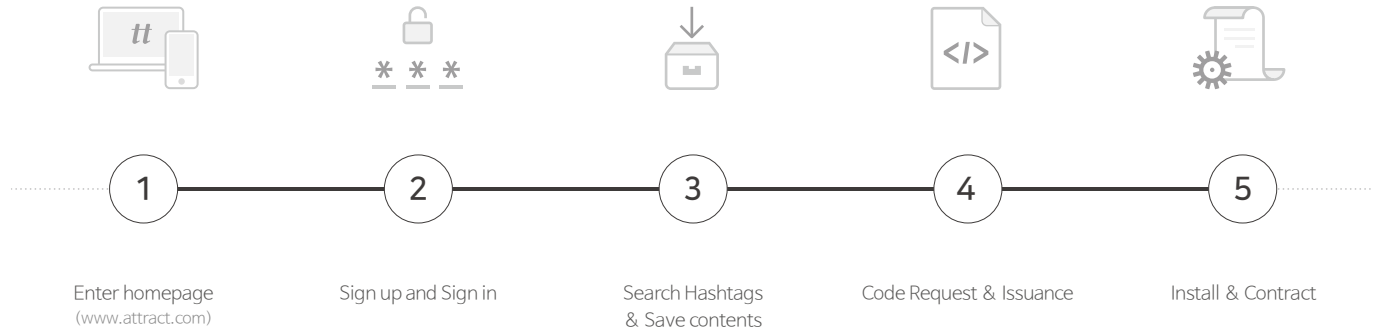 tt
* * *
</>
1
2
3
4
5
Enter homepage
(www.attract.com)
Sign up and Sign in
Search Hashtags
& Save contents
Code Request & Issuance
Install & Contract